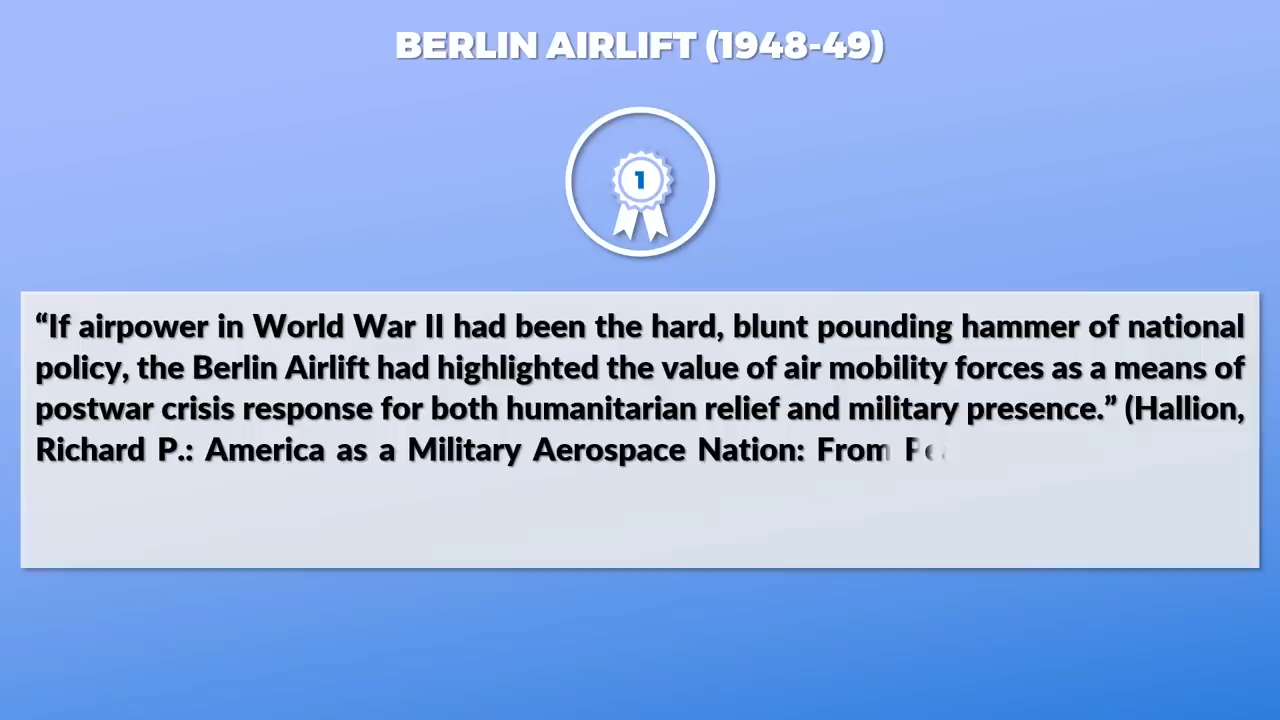 BERLIN AIRLIFT (1948-49)
1
“If airpower in World War II had been the hard, blunt pounding hammer of national
policy, the Berlin Airlift had highlighted the value of air mobility forces as a means of
postwar crisis response for both humanitarian relief and military presence.” (Hallion,
Richard P.: America as a Military Aerospace Nation: From